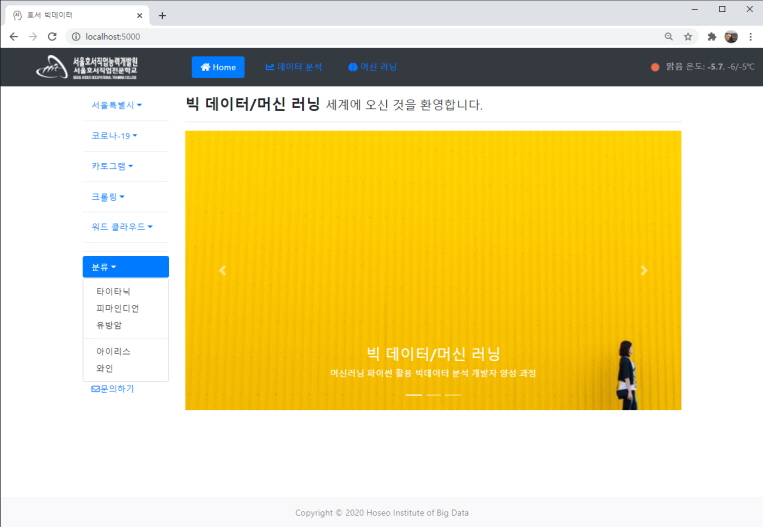 호서 빅데이터
localhost:5000
서울호서직업능력개발원
서울호서직업전문학교
Home
데이터 분석
머신 러닝
맑음 온도: -5.7, -6/-5℃
서울특별시
코로나-19
카토그램
크롤링
워드 클라우드
분류
타이타닉
피마인디언
유방암
아이리스
와인
문의하기
빅 데이터/머신 러닝 세계에 오신 것을 환영합니다.
빅 데이터/머신 러닝
머신러닝 파이썬 활용 빅데이터 분석 개발자 양성 과정
Copyright © 2020 Hoseo Institute of Big Data